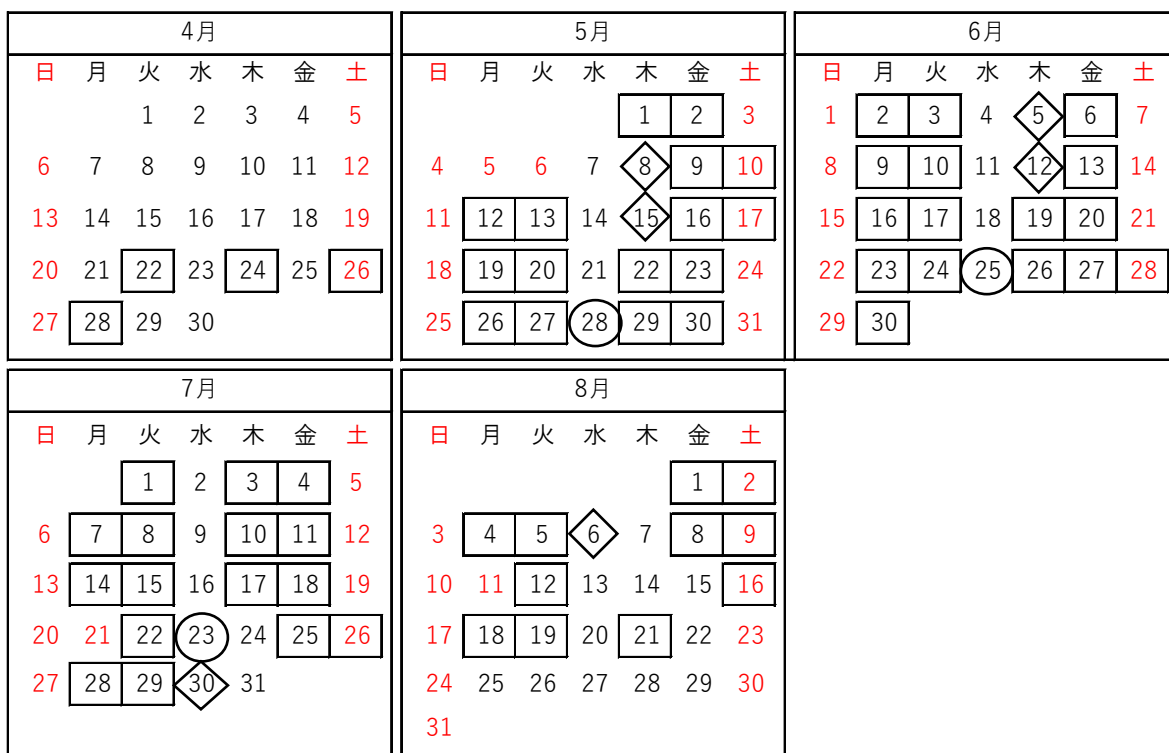 4月
日 月 火 水 木 金 土
1 2 3 4 5
6 7 8 9 10 11 12
13 14 15 16 17 18 19
20 21 22 23 24 25 26
27 28 29 30
5月
日 月 火 水 木 金 土
1 2 3
4 5 6 7 8 9 10
11 12 13 14 15 16 17
18 19 20 21 22 23 24
25 26 27 28 29 30 31
6月
日 月 火 水 木 金 土
1 2 3 4 5 6 7
8 9 10 11 12 13 14
15 16 17 18 19 20 21
22 23 24 25 26 27 28
29 30
7月
日 月 火 水 木 金 土
1 2 3 4 5
6 7 8 9 10 11 12
13 14 15 16 17 18 19
20 21 22 23 24 25 26
27 28 29 30 31
8月
日 月 火 水 木 金 土
1 2
3 4 5 6 7 8 9
10 11 12 13 14 15 16
17 18 19 20 21 22 23
24 25 26 27 28 29 30
31